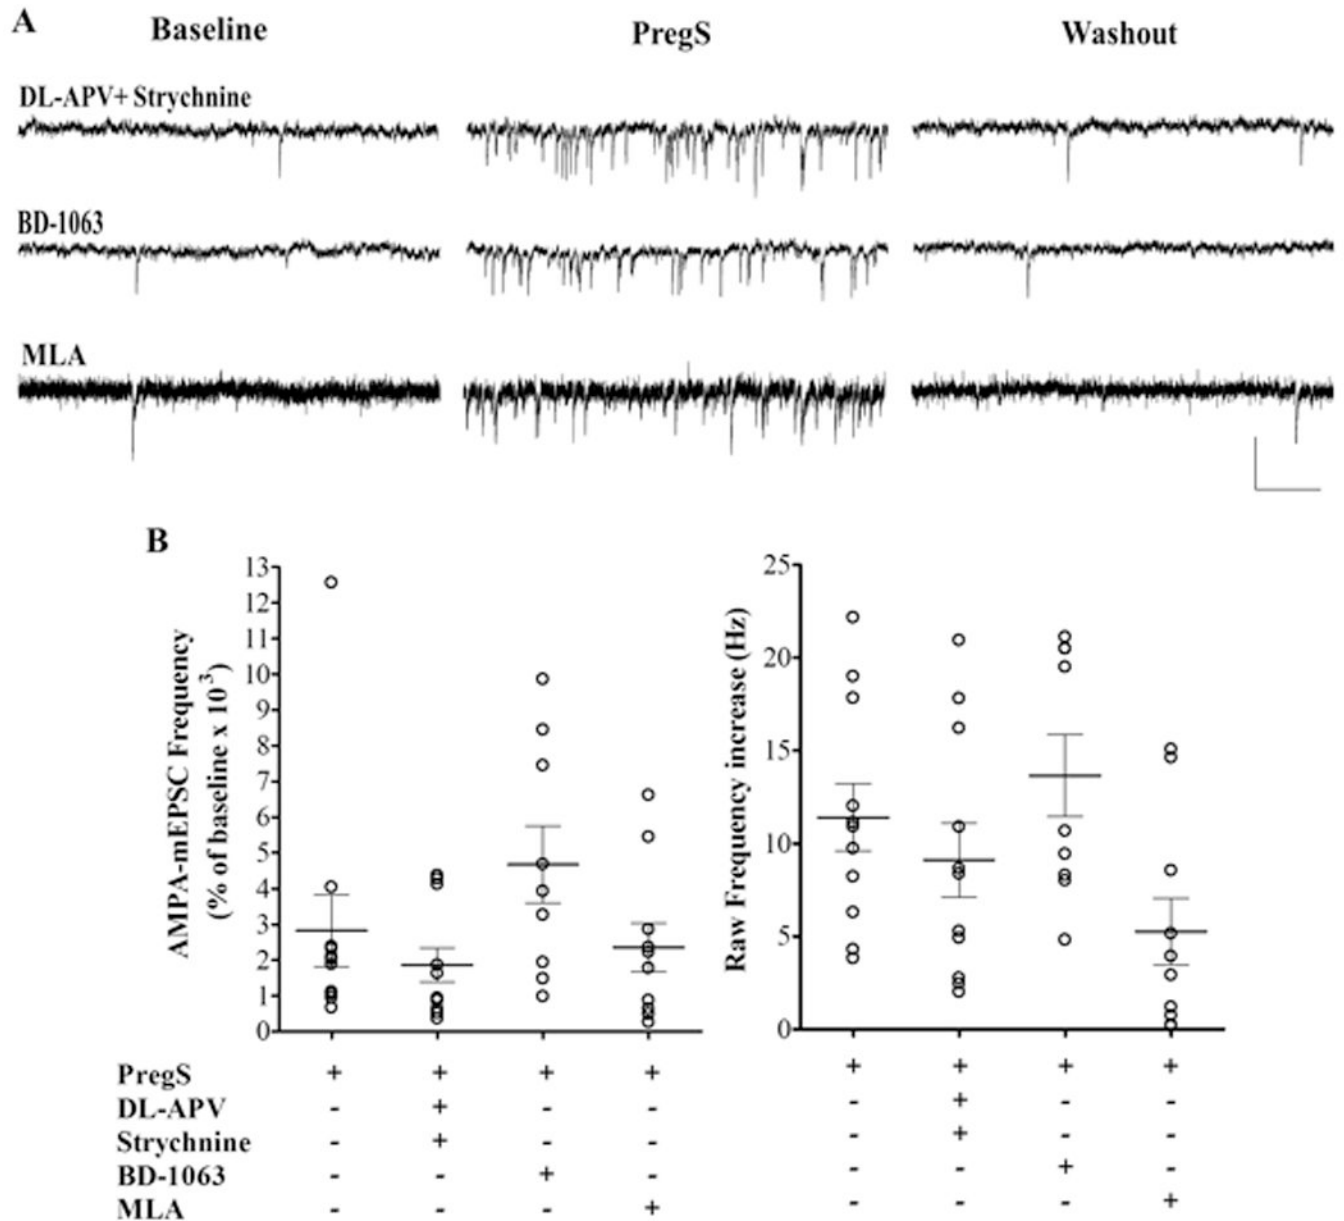 A
Baseline PregS Washout
DL-APV+ Strychnine
BD-1063
MLA
B
AMPA-mEPSC Frequency
(% of baseline x 10³)
13
12
11
10
9
8
7
6
5
4
3
2
1
0
Raw Frequency increase (Hz)
25
20
15
10
5
0
PregS + + + + + + + +
DL-APV - + - - - + - -
Strychnine - + - - - + - -
BD-1063 - - + - - - + -
MLA - - - + - - - +